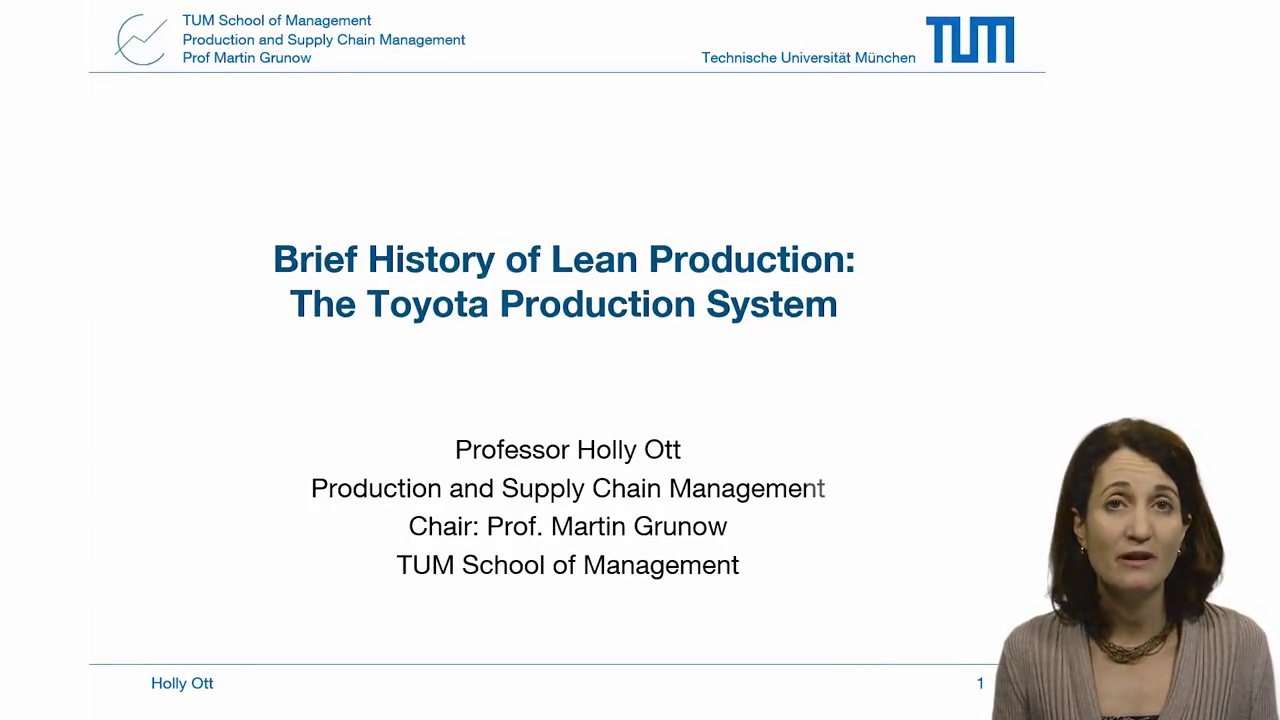 TUM School of Management
Production and Supply Chain Management
Prof Martin Grunow
Technische Universität München
TUM
Brief History of Lean Production:
The Toyota Production System
Professor Holly Ott
Production and Supply Chain Management
Chair: Prof. Martin Grunow
TUM School of Management
Holly Ott
1